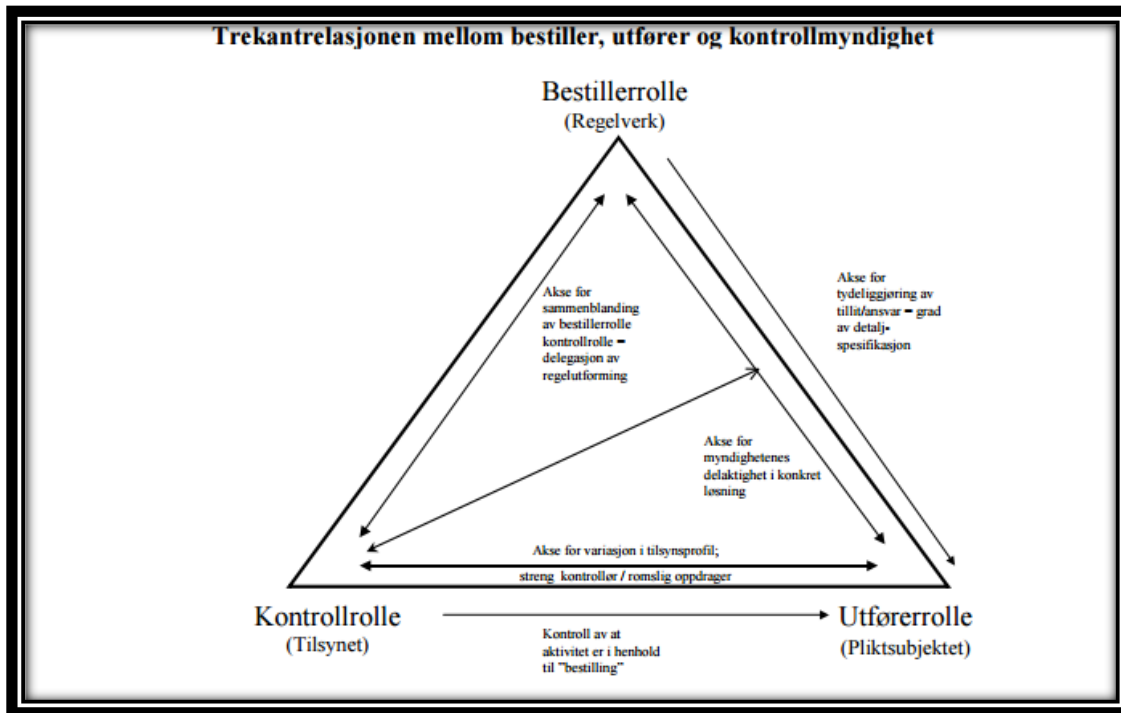 Trekantrelasjonen mellom bestiller, utfører og kontrollmyndighet
Bestillerrolle
(Regelverk)
Akse for
sammenblanding
av bestillerrolle
kontrollrolle –
delegasjon av
regelutforming
Akse for
tydeliggjøring av
tillit/ansvar – grad
av detalj-
spesifikasjon
Akse for
myndighetenes
delaktighet i konkret
løsning
Akse for variasjon i tilsynsprofil;
streng kontrollør / romslig oppdrager
Kontrollrolle
(Tilsynet)
Kontroll av at
aktivitet er i henhold
til "bestilling"
Utførerrolle
(Pliktsubjektet)